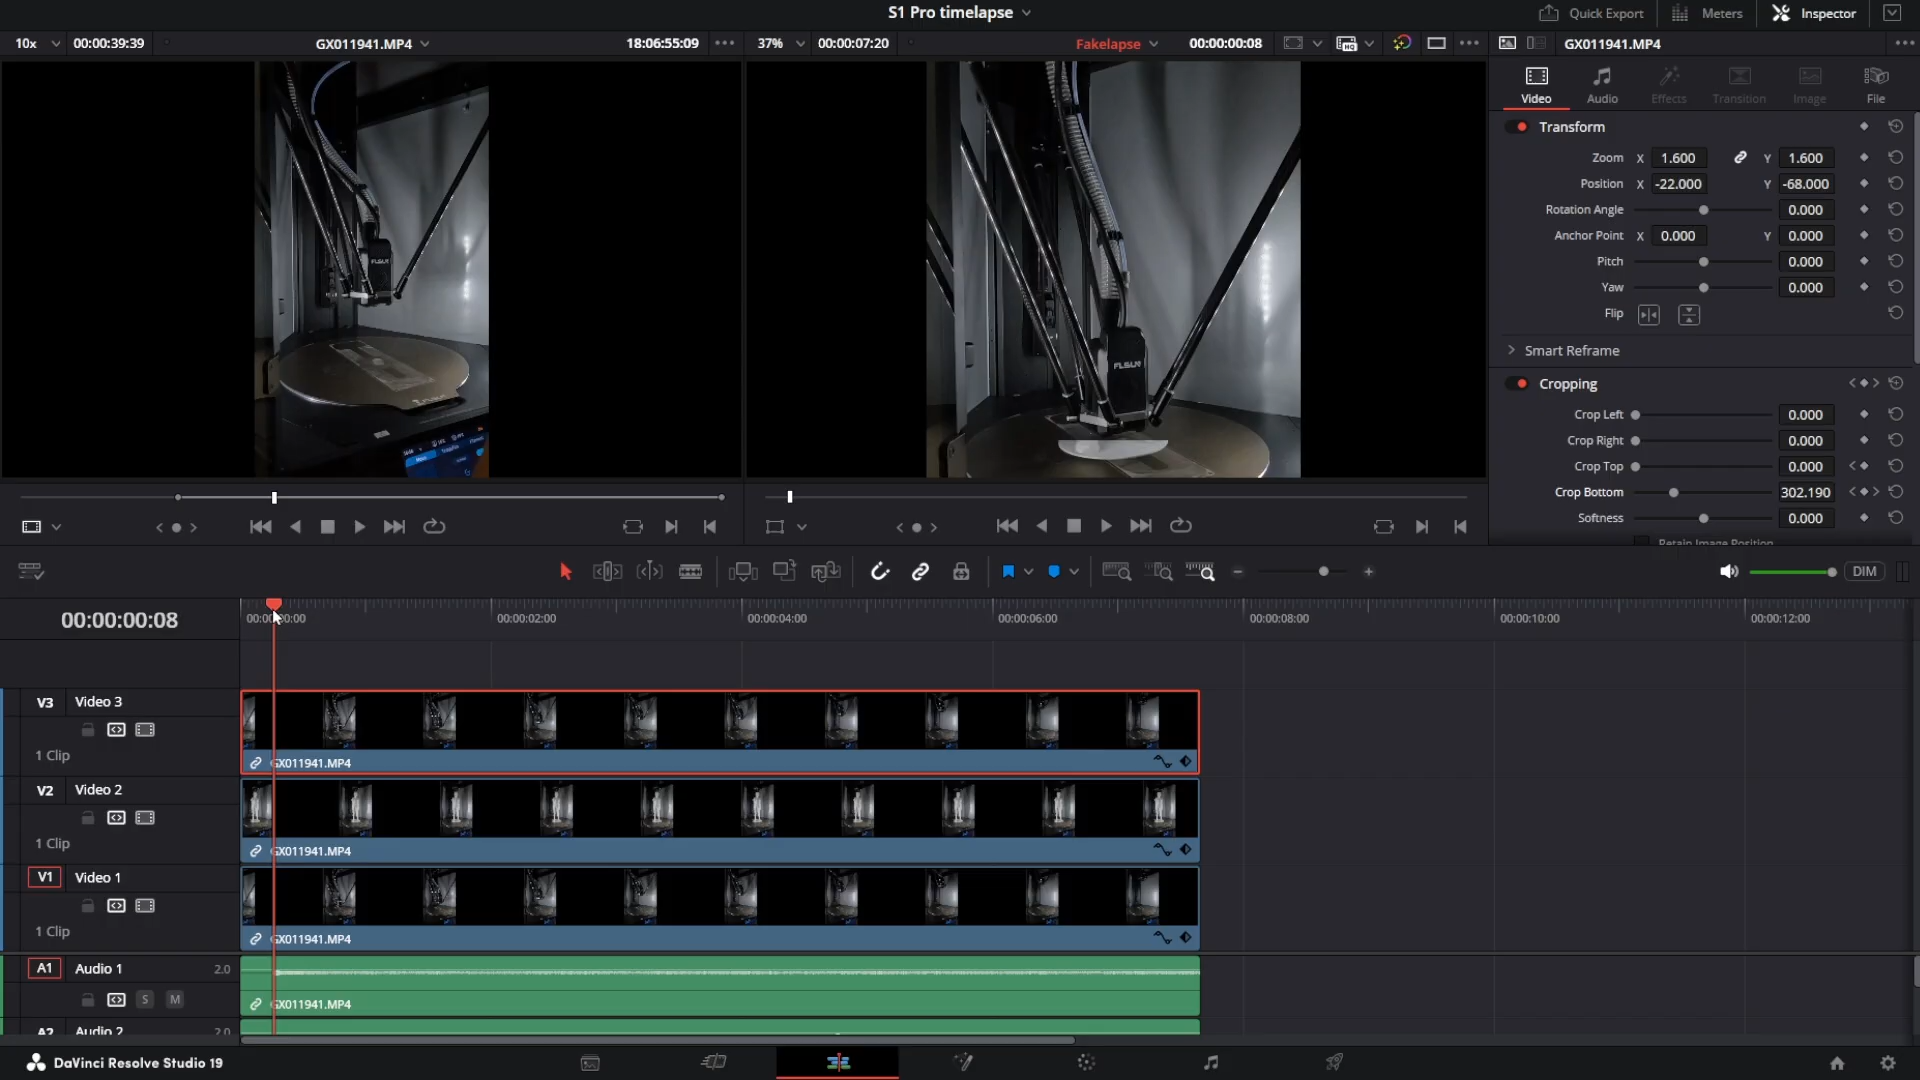 S1 Pro timelapse
Quick Export
Meters
Inspector
10x
00:00:39:39
GX011941.MP4
18:06:55:09
37%
00:00:07:20
Fakelapse
00:00:00:08
GX011941.MP4
Video
Audio
Effects
Transition
Image
File
Transform
Zoom X 1.600 Y 1.600
Position X -22.000 Y -68.000
Rotation Angle 0.000
Anchor Point X 0.000 Y 0.000
Pitch 0.000
Yaw 0.000
Flip
Smart Reframe
Cropping
Crop Left 0.000
Crop Right 0.000
Crop Top 0.000
Crop Bottom 302.190
Softness 0.000
Retain Image Position
FLSUN
FLSUN
DIM
00:00:00:08
00:00:02:00
00:00:04:00
00:00:06:00
00:00:08:00
00:00:10:00
00:00:12:00
V3 Video 3
1 Clip
GX011941.MP4
V2 Video 2
1 Clip
GX011941.MP4
V1 Video 1
1 Clip
GX011941.MP4
A1 Audio 1 2.0
S M
GX011941.MP4
A2 Audio 2 2.0
DaVinci Resolve Studio 19